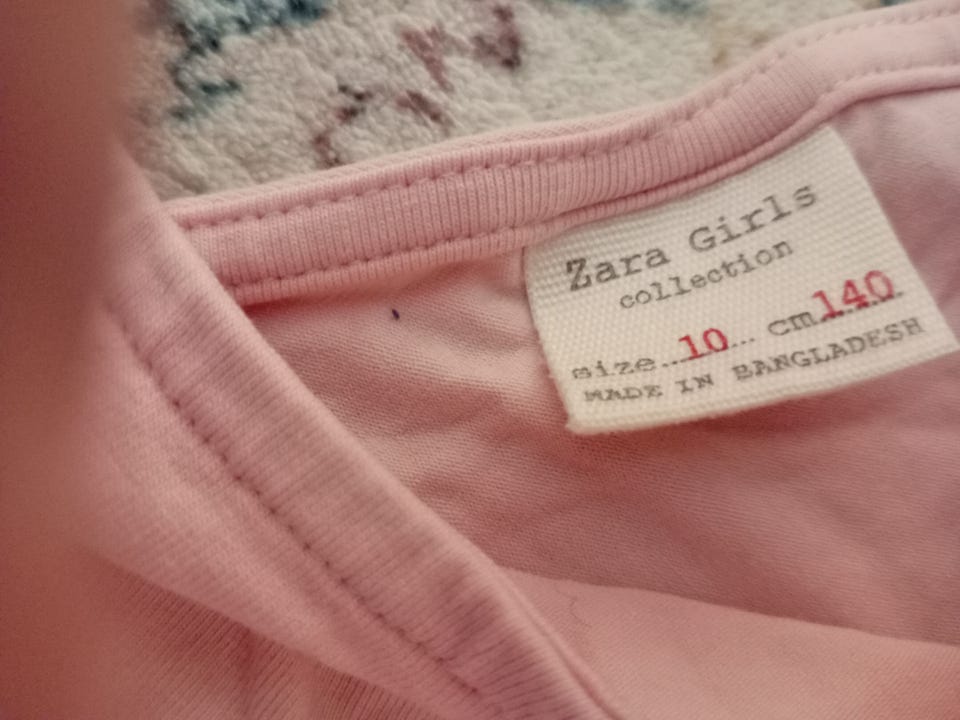 Zara Girls
collection
size...10... cm..140..
MADE IN BANGLADESH